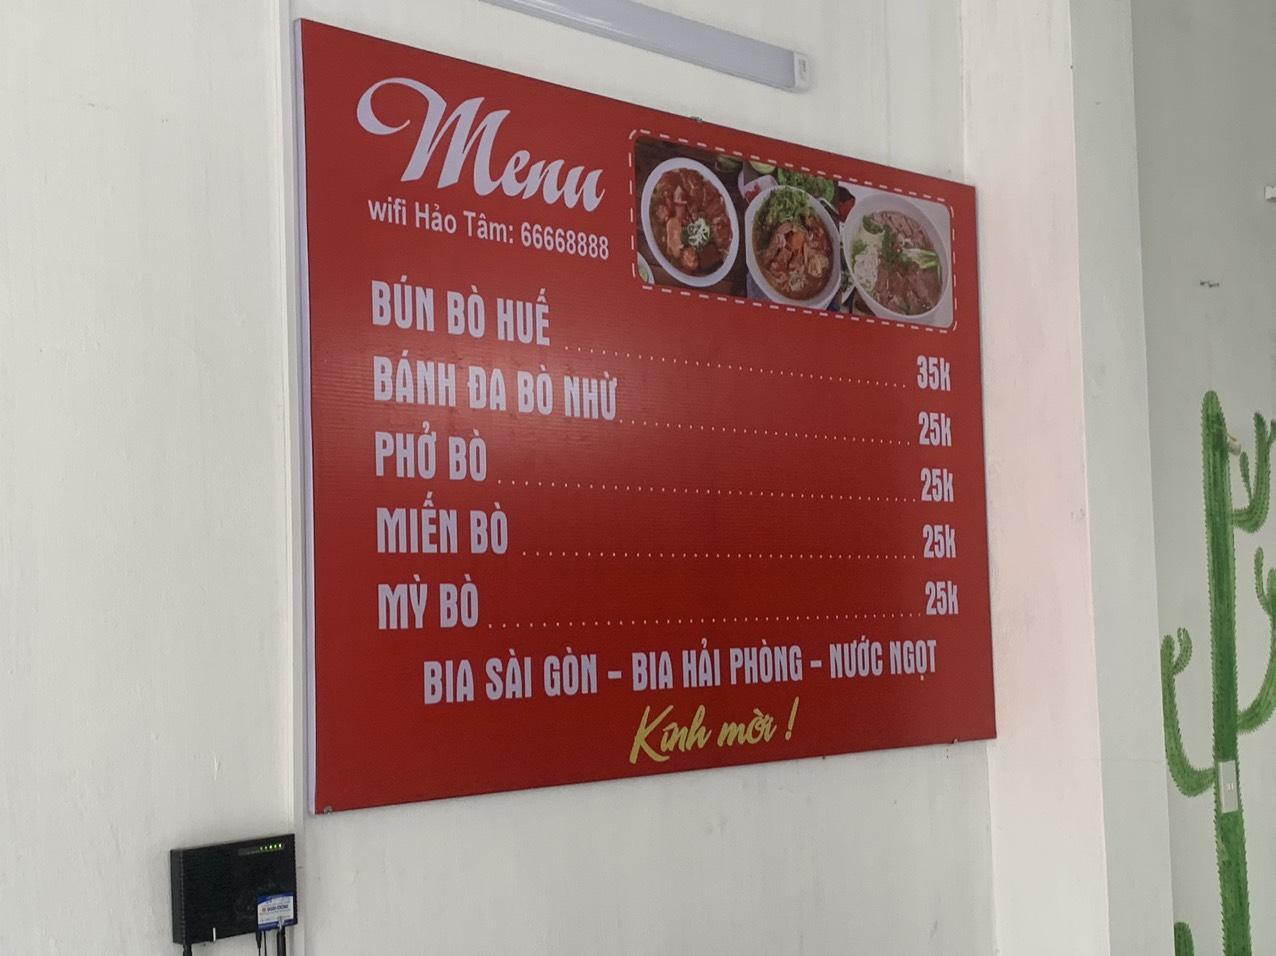 Menu
wifi Hảo Tâm: 66668888
BÚN BÒ HUẾ ........ 35k
BÁNH ĐA BÒ NHỪ ........ 25k
PHỞ BÒ ........ 25k
MIẾN BÒ ........ 25k
MỲ BÒ ........ 25k
BIA SÀI GÒN – BIA HẢI PHÒNG – NƯỚC NGỌT
Kính mời !